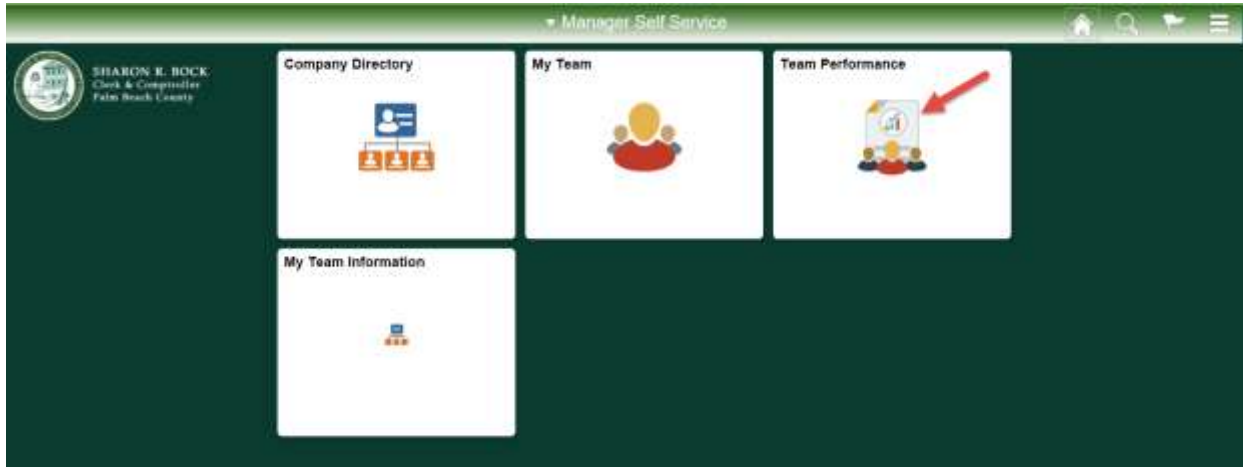 Manager Self Service
SHARON R. BOCK
Clerk & Comptroller
Palm Beach County
Company Directory
My Team
Team Performance
My Team Information